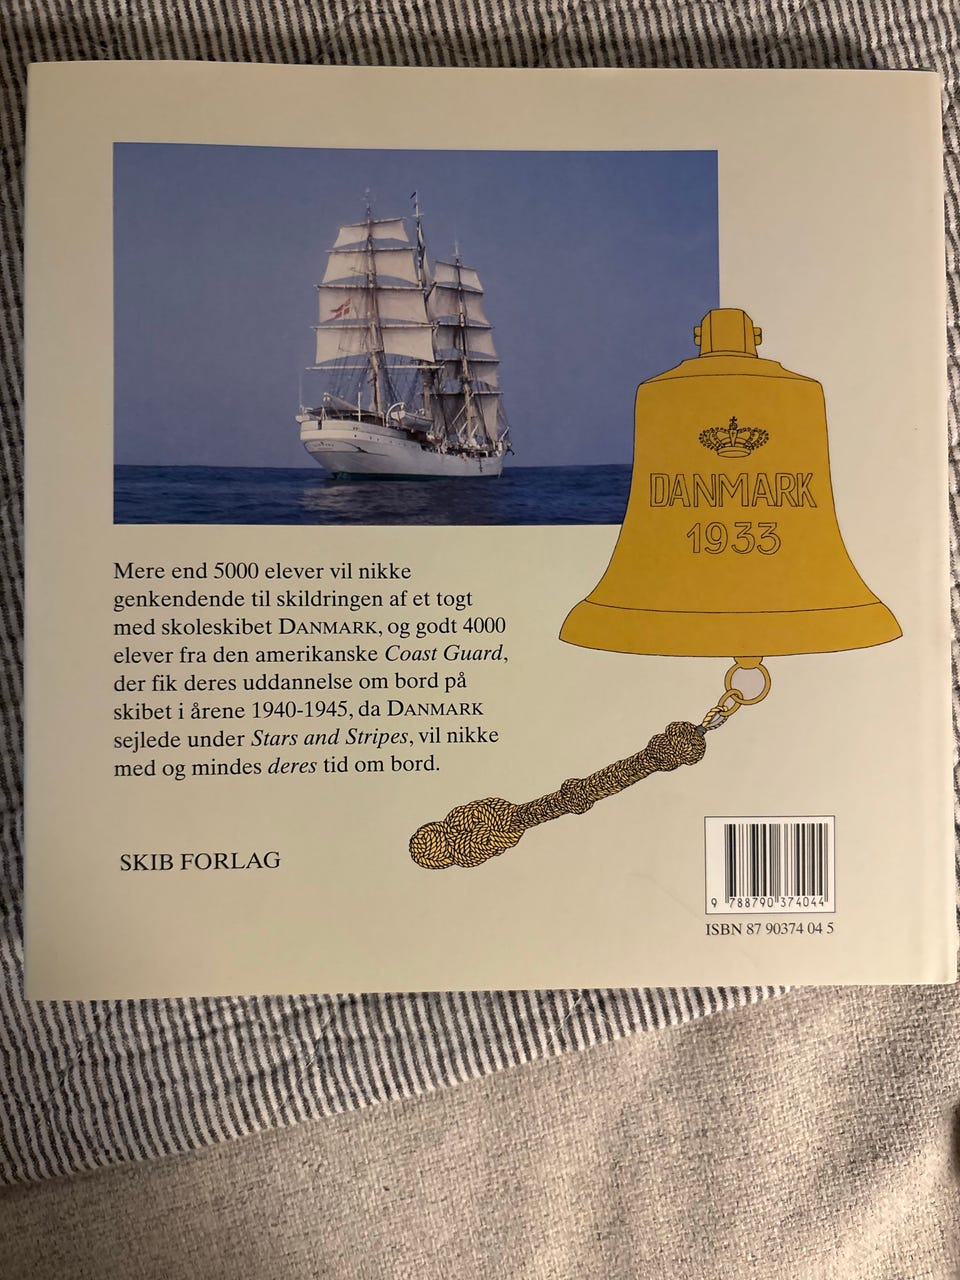 DANMARK
1933
Mere end 5000 elever vil nikke
genkendende til skildringen af et togt
med skoleskibet DANMARK, og godt 4000
elever fra den amerikanske Coast Guard,
der fik deres uddannelse om bord på
skibet i årene 1940-1945, da DANMARK
sejlede under Stars and Stripes, vil nikke
med og mindes deres tid om bord.
SKIB FORLAG
9 788790 374044
ISBN 87 90374 04 5